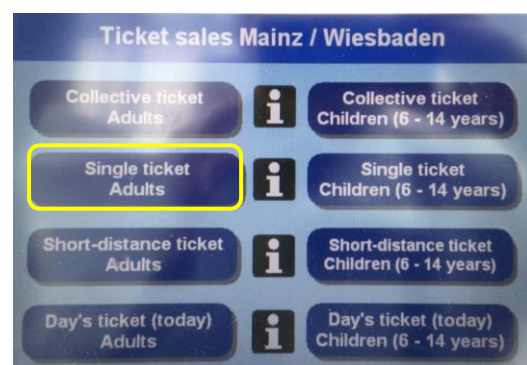 Ticket sales Mainz / Wiesbaden
Collective ticket
Adults
i
Collective ticket
Children (6 - 14 years)
Single ticket
Adults
i
Single ticket
Children (6 - 14 years)
Short-distance ticket
Adults
i
Short-distance ticket
Children (6 - 14 years)
Day's ticket (today)
Adults
i
Day's ticket (today)
Children (6 - 14 years)